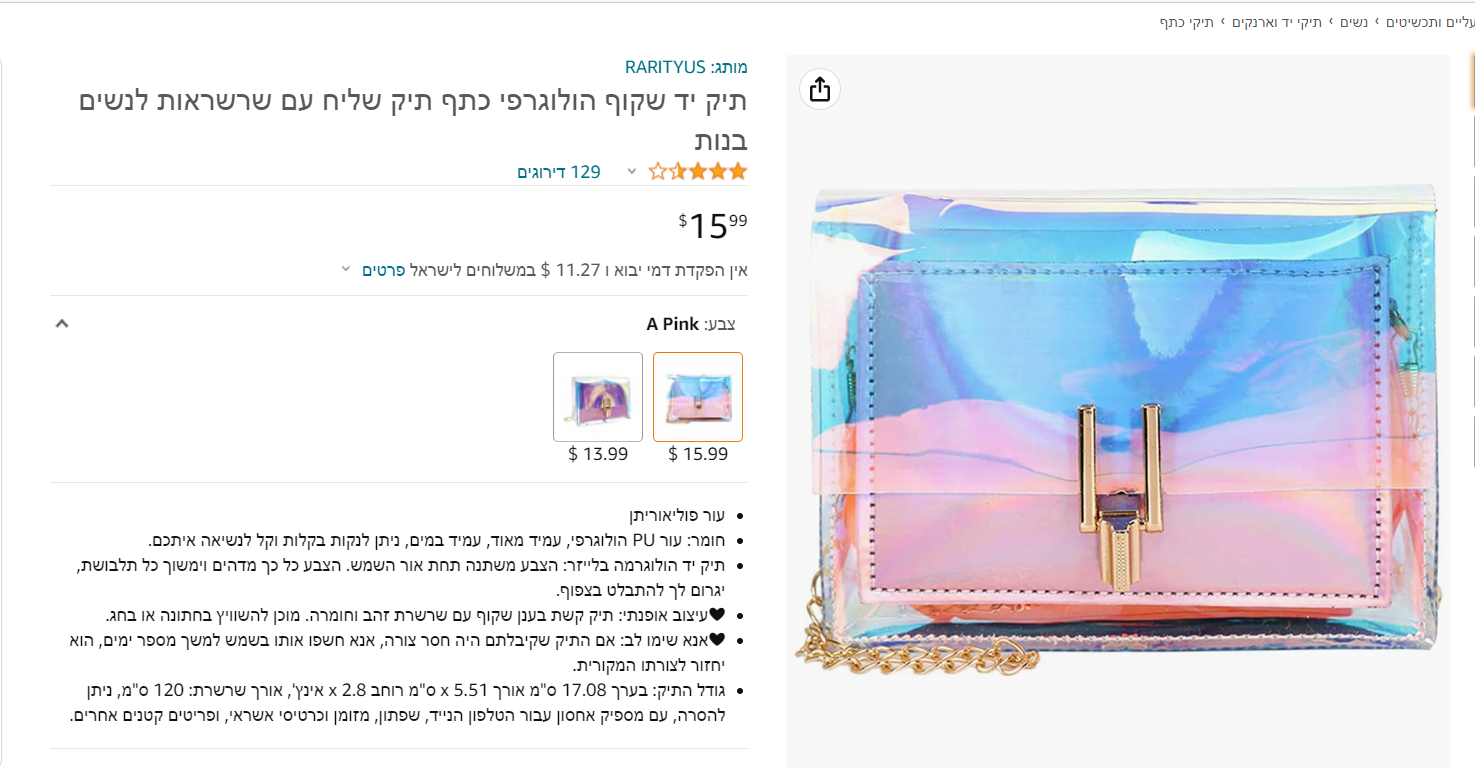 עליים ותכשיטים › נשים › תיקי יד וארנקים › תיקי כתף
מותג: RARITYUS
תיק יד שקוף הולוגרפי כתף תיק שליח עם שרשראות לנשים
בנות
129 דירוגים
$15.99
אין הפקדת דמי יבוא ו 11.27 $ במשלוחים לישראל פרטים
צבע: A Pink
$ 15.99
$ 13.99
עור פוליאוריתן
חומר: עור PU הולוגרפי, עמיד מאוד, עמיד במים, ניתן לנקות בקלות וקל לנשיאה איתכם.
תיק יד הולוגרמה בלייזר: הצבע משתנה תחת אור השמש. הצבע כל כך מדהים וימשוך כל תלבושת,
יגרום לך להתבלט בצפוף.
♥עיצוב אופנתי: תיק קשת בענן שקוף עם שרשרת זהב וחומרה. מוכן להשוויץ בחתונה או בחג.
♥אנא שימו לב: אם התיק שקיבלתם היה חסר צורה, אנא חשפו אותו בשמש למשך מספר ימים, הוא
יחזור לצורתו המקורית.
גודל התיק: בערך 17.08 ס"מ אורך x 5.51 ס"מ רוחב x 2.8 אינץ', אורך שרשרת: 120 ס"מ, ניתן
להסרה, עם מספיק אחסון עבור הטלפון הנייד, שפתון, מזומן וכרטיסי אשראי, ופריטים קטנים אחרים.